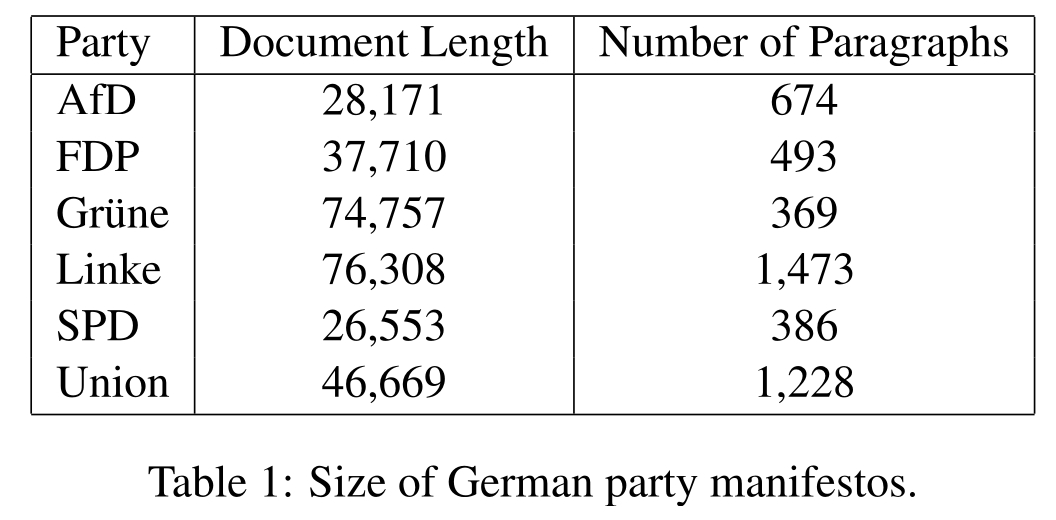 Party Document Length Number of Paragraphs
AfD 28,171 674
FDP 37,710 493
Grüne 74,757 369
Linke 76,308 1,473
SPD 26,553 386
Union 46,669 1,228
Table 1: Size of German party manifestos.